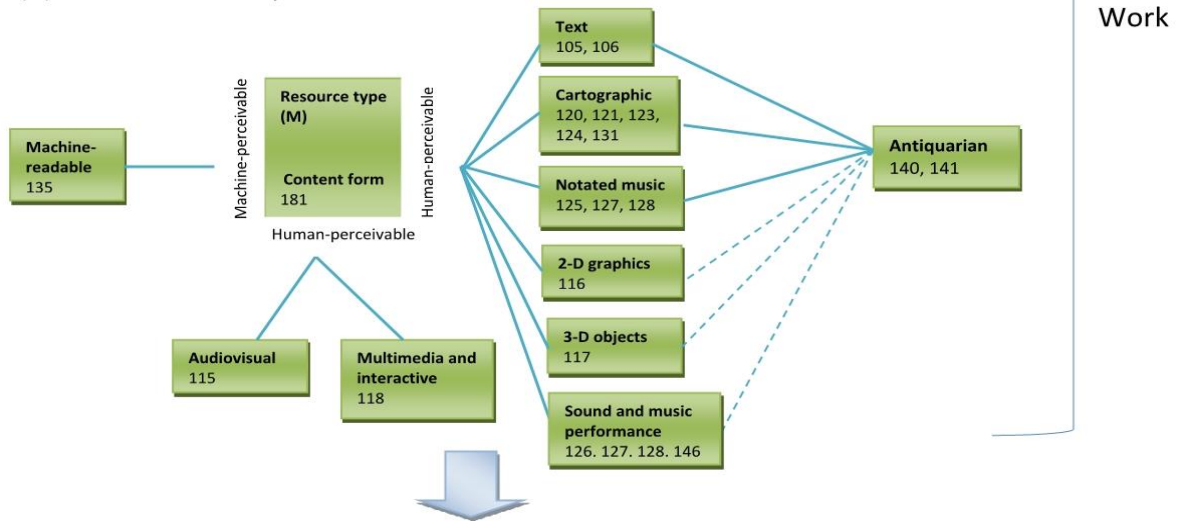 Work
Text
105, 106
Machine-perceivable
Resource type
(M)
Content form
181
Human-perceivable
Human-perceivable
Cartographic
120, 121, 123,
124, 131
Machine-
readable
135
Antiquarian
140, 141
Notated music
125, 127, 128
2-D graphics
116
3-D objects
117
Audiovisual
115
Multimedia and
interactive
118
Sound and music
performance
126. 127. 128. 146